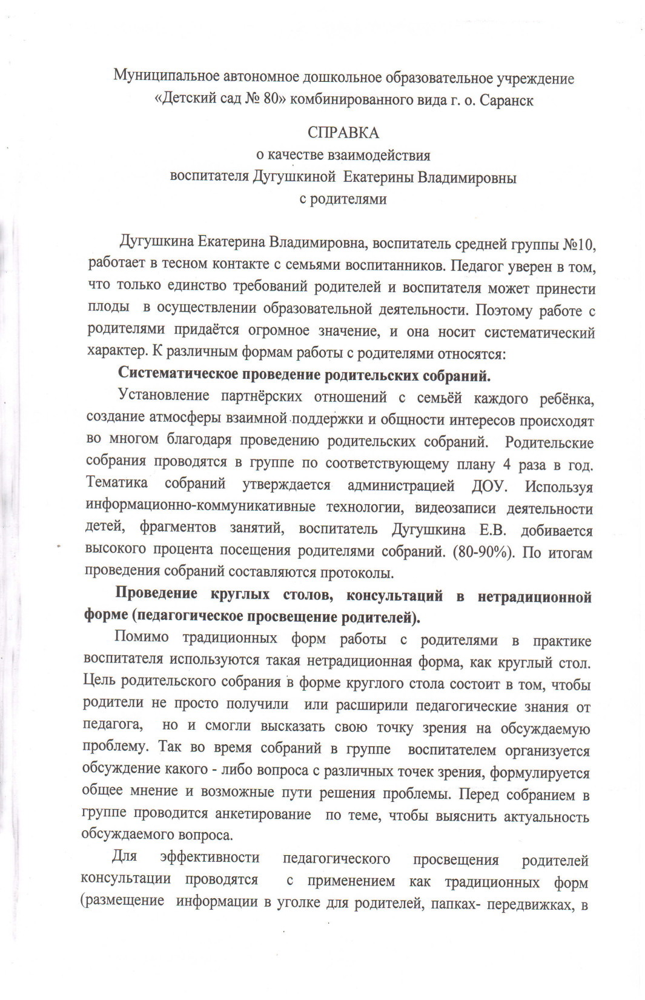 Муниципальное автономное дошкольное образовательное учреждение
«Детский сад № 80» комбинированного вида г. о. Саранск
СПРАВКА
о качестве взаимодействия
воспитателя Дугушкиной  Екатерины Владимировны
с родителями
Дугушкина Екатерина Владимировна, воспитатель средней группы №10,
работает в тесном контакте с семьями воспитанников. Педагог уверен в том,
что только единство требований родителей и воспитателя может принести
плоды  в осуществлении образовательной деятельности. Поэтому работе с
родителями придаётся огромное значение, и она носит систематический
характер. К различным формам работы с родителями относятся:
Систематическое проведение родительских собраний.
Установление партнёрских отношений с семьёй каждого ребёнка,
создание атмосферы взаимной поддержки и общности интересов происходят
во многом благодаря проведению родительских собраний.  Родительские
собрания проводятся в группе по соответствующему плану 4 раза в год.
Тематика собраний утверждается администрацией ДОУ. Используя
информационно-коммуникативные технологии, видеозаписи деятельности
детей, фрагментов занятий, воспитатель Дугушкина Е.В. добивается
высокого процента посещения родителями собраний. (80-90%). По итогам
проведения собраний составляются протоколы.
Проведение круглых столов, консультаций в нетрадиционной
форме (педагогическое просвещение родителей).
Помимо традиционных форм работы с родителями в практике
воспитателя используются такая нетрадиционная форма, как круглый стол.
Цель родительского собрания в форме круглого стола состоит в том, чтобы
родители не просто получили  или расширили педагогические знания от
педагога,  но и смогли высказать свою точку зрения на обсуждаемую
проблему. Так во время собраний в группе  воспитателем организуется
обсуждение какого - либо вопроса с различных точек зрения, формулируется
общее мнение и возможные пути решения проблемы. Перед собранием в
группе проводится анкетирование  по теме, чтобы выяснить актуальность
обсуждаемого вопроса.
Для эффективности педагогического просвещения родителей
консультации проводятся  с применением как традиционных форм
(размещение  информации в уголке для родителей, папках- передвижках, в